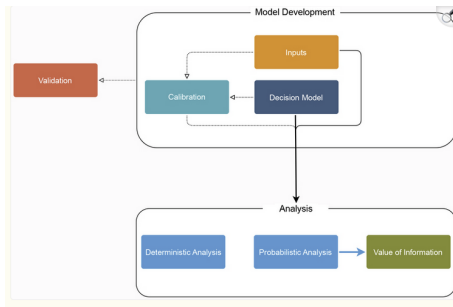 Model Development
Inputs
Validation
Calibration
Decision Model
Analysis
Deterministic Analysis
Probabilistic Analysis
Value of Information